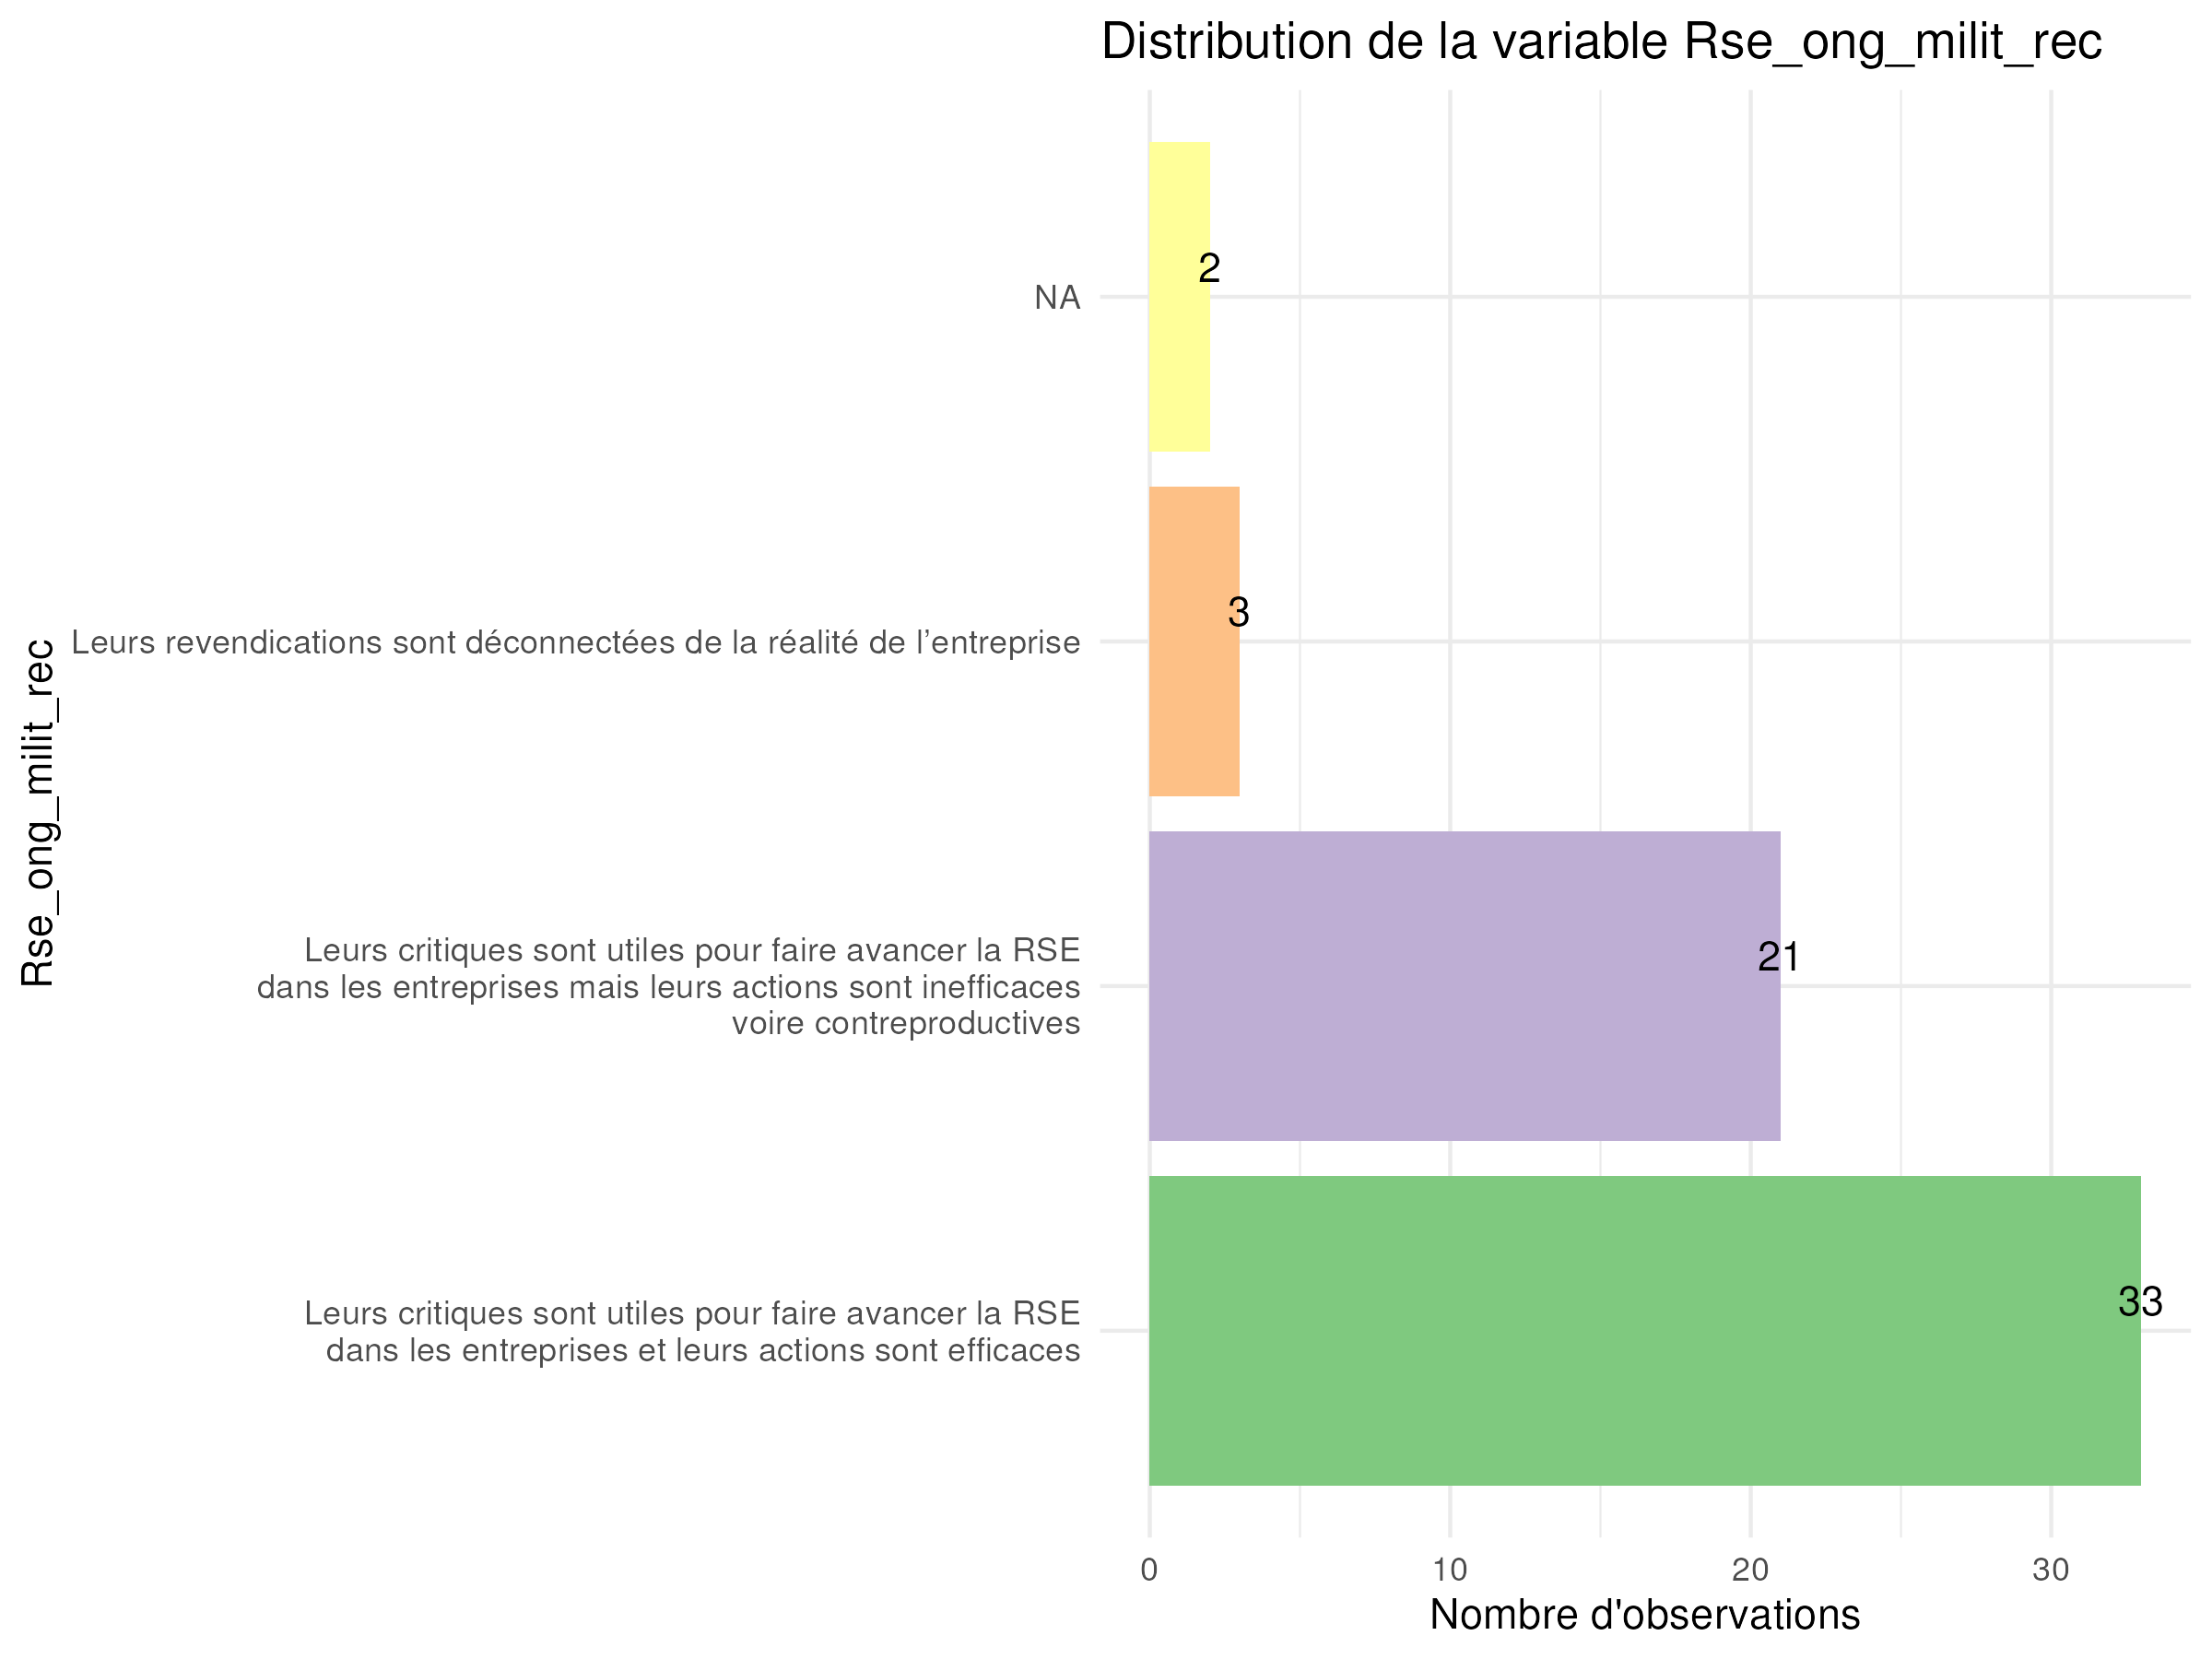 Distribution de la variable Rse_ong_milit_rec
NA
2
Leurs revendications sont déconnectées de la réalité de l’entreprise
3
Rse_ong_milit_rec
Leurs critiques sont utiles pour faire avancer la RSE
dans les entreprises mais leurs actions sont inefficaces
voire contreproductives
21
Leurs critiques sont utiles pour faire avancer la RSE
dans les entreprises et leurs actions sont efficaces
33
0 10 20 30
Nombre d'observations